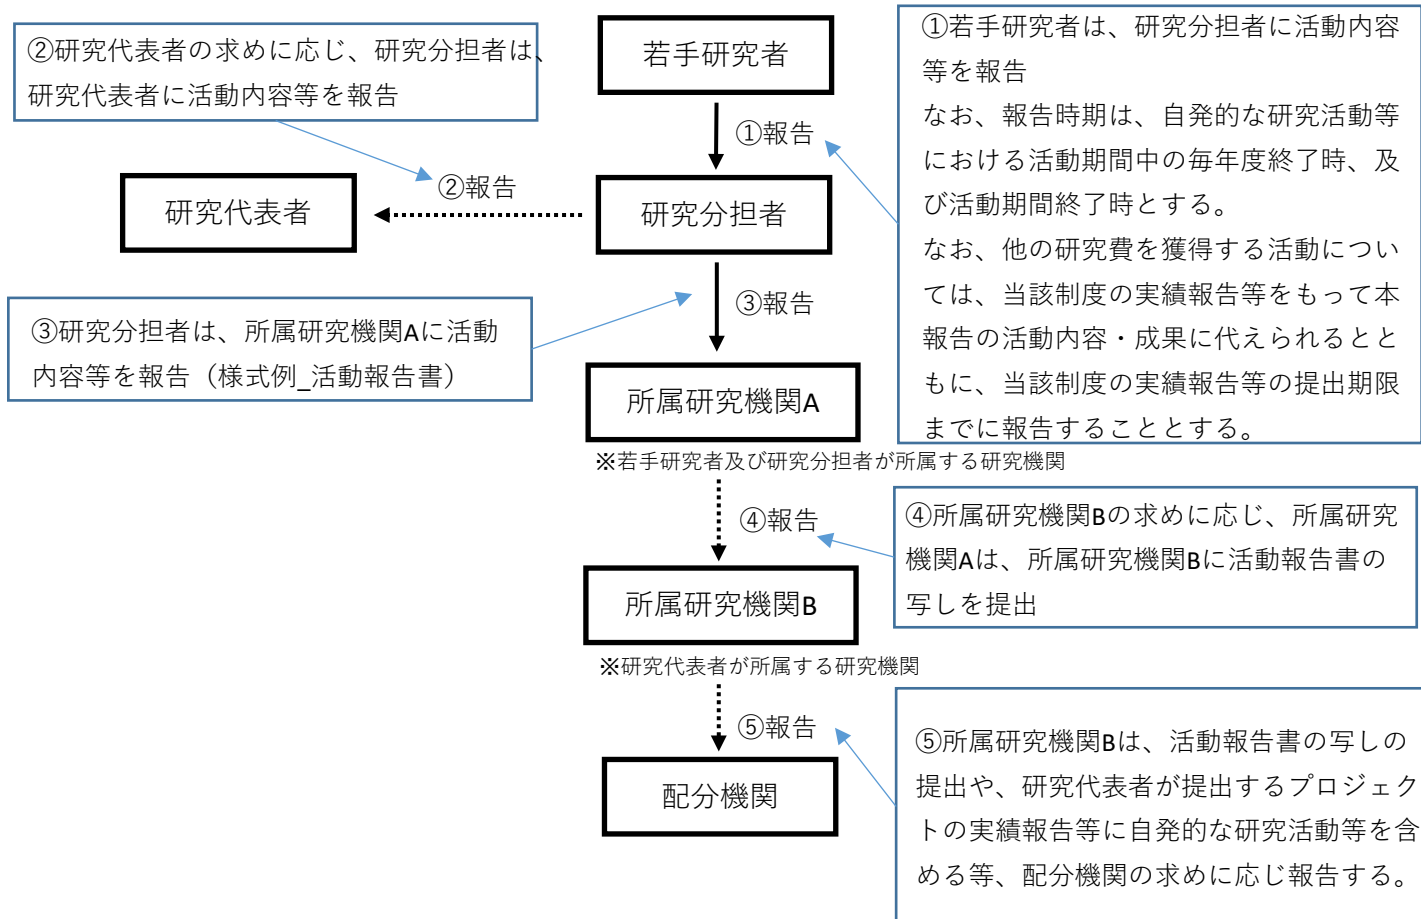 ②研究代表者の求めに応じ、研究分担者は、
研究代表者に活動内容等を報告
若手研究者
①若手研究者は、研究分担者に活動内容
等を報告
なお、報告時期は、自発的な研究活動等
における活動期間中の毎年度終了時、及
び活動期間終了時とする。
なお、他の研究費を獲得する活動につい
ては、当該制度の実績報告等をもって本
報告の活動内容・成果に代えられるとと
もに、当該制度の実績報告等の提出期限
までに報告することとする。
①報告
②報告
研究代表者
研究分担者
③報告
③研究分担者は、所属研究機関Aに活動
内容等を報告（様式例_活動報告書）
所属研究機関A
※若手研究者及び研究分担者が所属する研究機関
④報告
④所属研究機関Bの求めに応じ、所属研究
機関Aは、所属研究機関Bに活動報告書の
写しを提出
所属研究機関B
※研究代表者が所属する研究機関
⑤報告
⑤所属研究機関Bは、活動報告書の写しの
提出や、研究代表者が提出するプロジェク
トの実績報告等に自発的な研究活動等を含
める等、配分機関の求めに応じ報告する。
配分機関